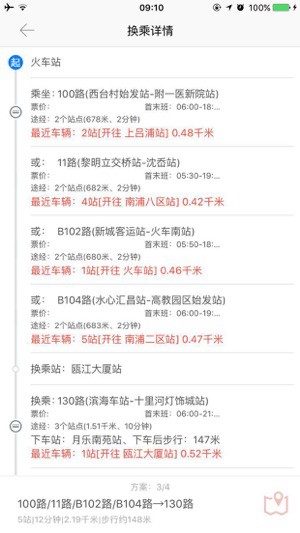 09:10
100%
换乘详情
起 火车站
乘坐: 100路(西台村始发站-附一医新院站)
票价: 首末班: 06:00-18:...
途经: 2个站点(678米、2分钟)
最近车辆: 2站[开往 上吕浦站] 0.48千米
或: 11路(黎明立交桥站-沈岙站)
票价: 首末班: 05:30-19:...
途经: 2个站点(682米、2分钟)
最近车辆: 4站[开往 南浦八区站] 0.42千米
或: B102路(新城客运站-火车南站)
票价: 首末班: 05:50-18:...
途经: 2个站点(680米、2分钟)
最近车辆: 1站[开往 火车站] 0.46千米
或: B104路(水心汇昌站-高教园区始发站)
票价: 首末班: 06:00-19:...
途经: 2个站点(683米、2分钟)
最近车辆: 5站[开往 南浦二区站] 0.47千米
换乘站: 瓯江大厦站
换乘: 130路(滨海车站-十里河灯饰城站)
票价: 首末班: 06:00-21:...
途经: 3个站点(1.51千米、10分钟)
下车站: 月乐南苑站、下车后步行: 147米
最近车辆: 1站[开往 瓯江大厦站] 0.52千米
方案: 3/4
100路/11路/B102路/B104路→130路
5站|12分钟|2.19千米|步行约148米